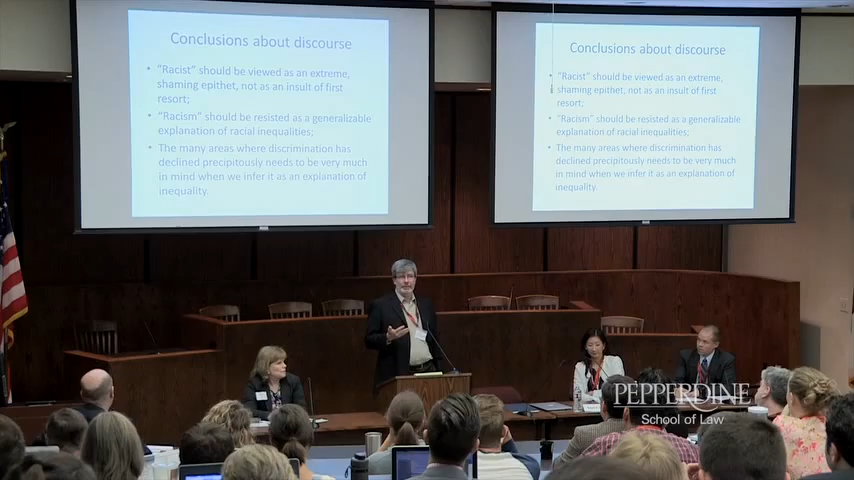 Conclusions about discourse
• "Racist" should be viewed as an extreme,
shaming epithet, not as an insult of first
resort;
• "Racism" should be resisted as a generalizable
explanation of racial inequalities;
• The many areas where discrimination has
declined precipitously needs to be very much
in mind when we infer it as an explanation of
inequality.
Conclusions about discourse
• "Racist" should be viewed as an extreme,
shaming epithet, not as an insult of first
resort;
• "Racism" should be resisted as a generalizable
explanation of racial inequalities;
• The many areas where discrimination has
declined precipitously needs to be very much
in mind when we infer it as an explanation of
inequality.
PEPPERDINE
School of Law